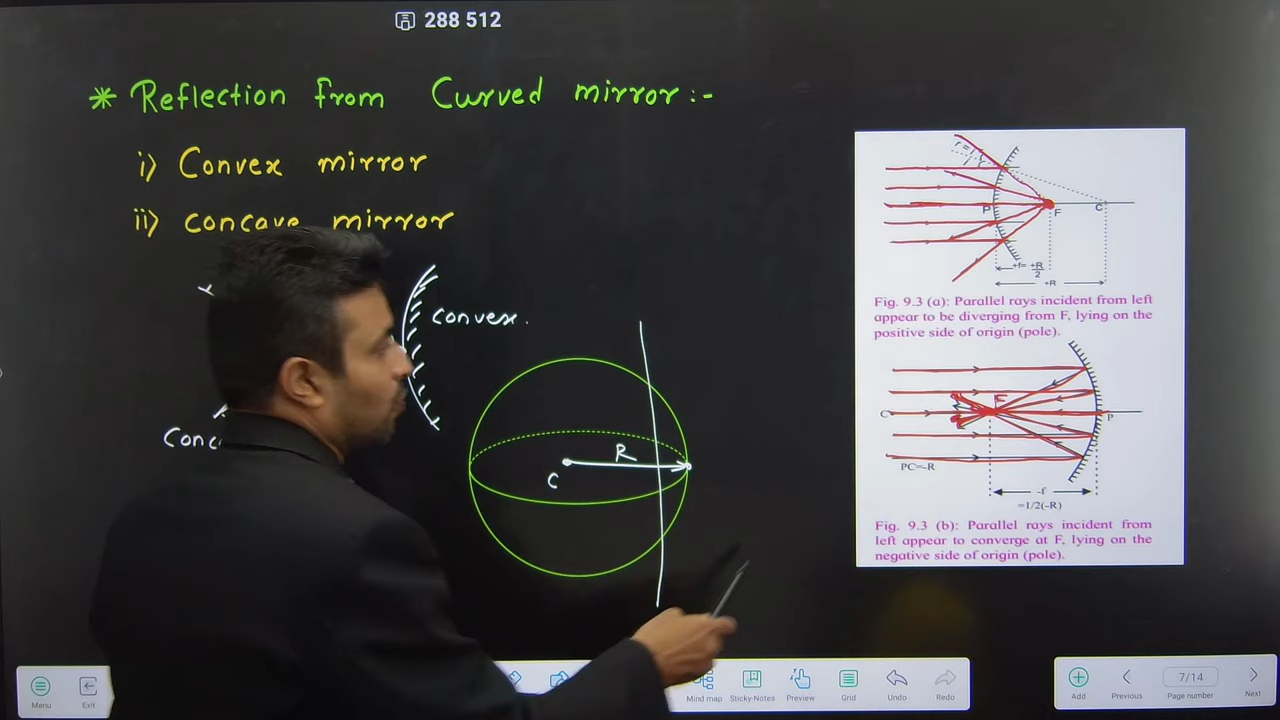 288 512
* Reflection from Curved mirror:-
i) Convex mirror
ii) concave mirror
convex.
Conc
R
C
P
F
C
+f= +R/2
+R
Fig. 9.3 (a): Parallel rays incident from left
appear to be diverging from F, lying on the
positive side of origin (pole).
F
C
P
PC=-R
-f
=1/2(-R)
Fig. 9.3 (b): Parallel rays incident from
left appear to converge at F, lying on the
negative side of origin (pole).
Menu
Exit
Mind map
Sticky-Notes
Preview
Grid
Undo
Redo
Add
Previous
7/14
Page number
Next